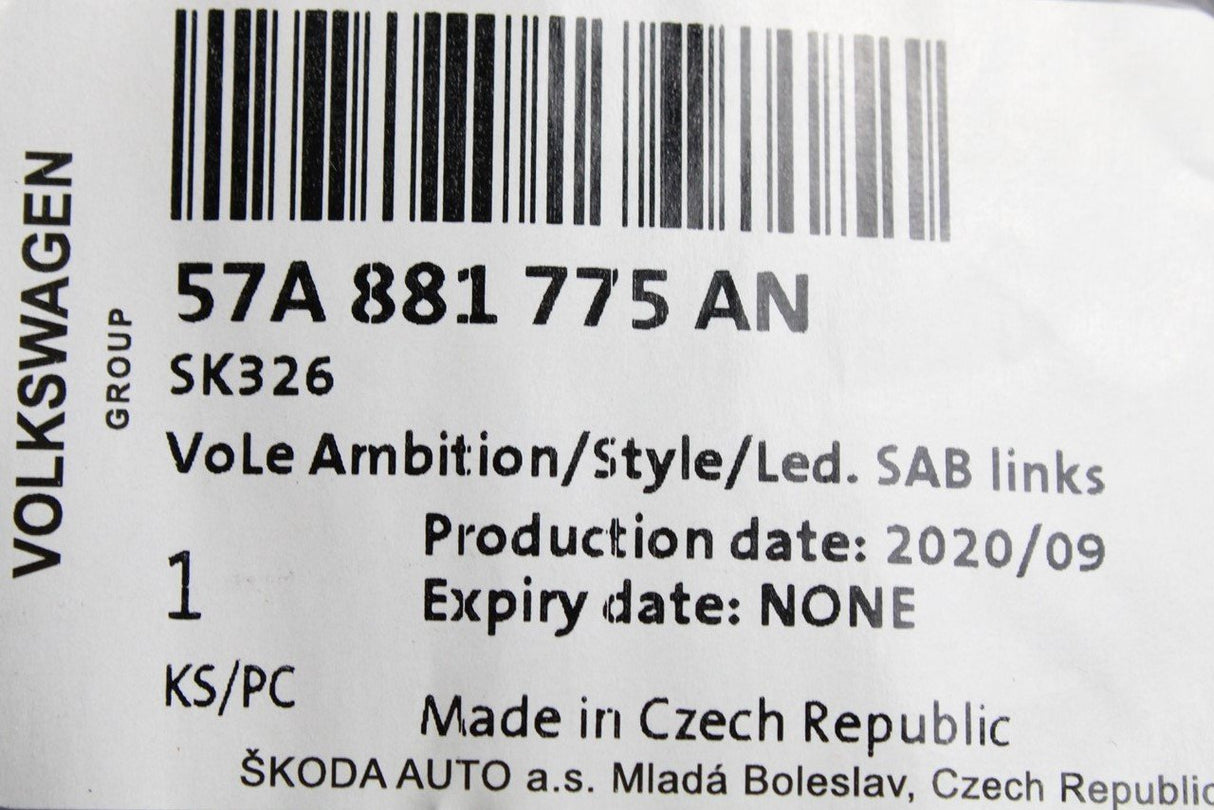 VOLKSWAGEN
GROUP
57A 881 775 AN
SK326
VoLe Ambition/Style/Led. SAB links
Production date: 2020/09
1
Expiry date: NONE
KS/PC
Made in Czech Republic
ŠKODA AUTO a.s. Mladá Boleslav, Czech Republic